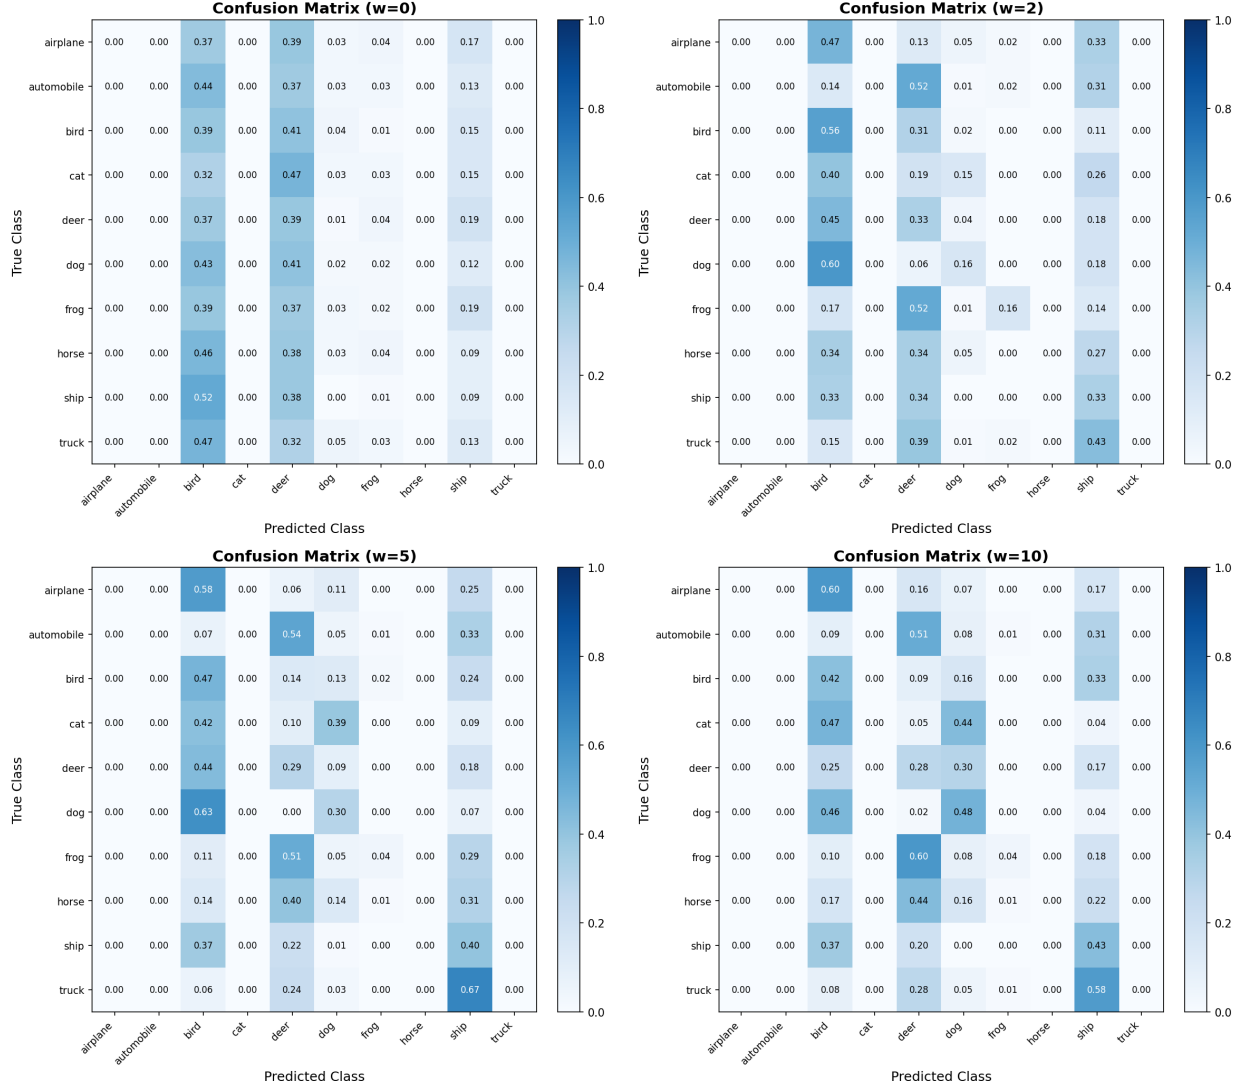 Confusion Matrix (w=0)
True Class
airplane 0.00 0.00 0.37 0.00 0.39 0.03 0.04 0.00 0.17 0.00
automobile 0.00 0.00 0.44 0.00 0.37 0.03 0.03 0.00 0.13 0.00
bird 0.00 0.00 0.39 0.00 0.41 0.04 0.01 0.00 0.15 0.00
cat 0.00 0.00 0.32 0.00 0.47 0.03 0.03 0.00 0.15 0.00
deer 0.00 0.00 0.37 0.00 0.39 0.01 0.04 0.00 0.19 0.00
dog 0.00 0.00 0.43 0.00 0.41 0.02 0.02 0.00 0.12 0.00
frog 0.00 0.00 0.39 0.00 0.37 0.03 0.02 0.00 0.19 0.00
horse 0.00 0.00 0.46 0.00 0.38 0.03 0.04 0.00 0.09 0.00
ship 0.00 0.00 0.52 0.00 0.38 0.00 0.01 0.00 0.09 0.00
truck 0.00 0.00 0.47 0.00 0.32 0.05 0.03 0.00 0.13 0.00
airplane automobile bird cat deer dog frog horse ship truck
Predicted Class
1.0
0.8
0.6
0.4
0.2
0.0
Confusion Matrix (w=2)
True Class
airplane 0.00 0.00 0.47 0.00 0.13 0.05 0.02 0.00 0.33 0.00
automobile 0.00 0.00 0.14 0.00 0.52 0.01 0.02 0.00 0.31 0.00
bird 0.00 0.00 0.56 0.00 0.31 0.02 0.00 0.00 0.11 0.00
cat 0.00 0.00 0.40 0.00 0.19 0.15 0.00 0.00 0.26 0.00
deer 0.00 0.00 0.45 0.00 0.33 0.04 0.00 0.00 0.18 0.00
dog 0.00 0.00 0.60 0.00 0.06 0.16 0.00 0.00 0.18 0.00
frog 0.00 0.00 0.17 0.00 0.52 0.01 0.16 0.00 0.14 0.00
horse 0.00 0.00 0.34 0.00 0.34 0.05 0.00 0.00 0.27 0.00
ship 0.00 0.00 0.33 0.00 0.34 0.00 0.00 0.00 0.33 0.00
truck 0.00 0.00 0.15 0.00 0.39 0.01 0.02 0.00 0.43 0.00
airplane automobile bird cat deer dog frog horse ship truck
Predicted Class
1.0
0.8
0.6
0.4
0.2
0.0
Confusion Matrix (w=5)
True Class
airplane 0.00 0.00 0.58 0.00 0.06 0.11 0.00 0.00 0.25 0.00
automobile 0.00 0.00 0.07 0.00 0.54 0.05 0.01 0.00 0.33 0.00
bird 0.00 0.00 0.47 0.00 0.14 0.13 0.02 0.00 0.24 0.00
cat 0.00 0.00 0.42 0.00 0.10 0.39 0.00 0.00 0.09 0.00
deer 0.00 0.00 0.44 0.00 0.29 0.09 0.00 0.00 0.18 0.00
dog 0.00 0.00 0.63 0.00 0.00 0.30 0.00 0.00 0.07 0.00
frog 0.00 0.00 0.11 0.00 0.51 0.05 0.04 0.00 0.29 0.00
horse 0.00 0.00 0.14 0.00 0.40 0.14 0.01 0.00 0.31 0.00
ship 0.00 0.00 0.37 0.00 0.22 0.01 0.00 0.00 0.40 0.00
truck 0.00 0.00 0.06 0.00 0.24 0.03 0.00 0.00 0.67 0.00
airplane automobile bird cat deer dog frog horse ship truck
Predicted Class
1.0
0.8
0.6
0.4
0.2
0.0
Confusion Matrix (w=10)
True Class
airplane 0.00 0.00 0.60 0.00 0.16 0.07 0.00 0.00 0.17 0.00
automobile 0.00 0.00 0.09 0.00 0.51 0.08 0.01 0.00 0.31 0.00
bird 0.00 0.00 0.42 0.00 0.09 0.16 0.00 0.00 0.33 0.00
cat 0.00 0.00 0.47 0.00 0.05 0.44 0.00 0.00 0.04 0.00
deer 0.00 0.00 0.25 0.00 0.28 0.30 0.00 0.00 0.17 0.00
dog 0.00 0.00 0.46 0.00 0.02 0.48 0.00 0.00 0.04 0.00
frog 0.00 0.00 0.10 0.00 0.60 0.08 0.04 0.00 0.18 0.00
horse 0.00 0.00 0.17 0.00 0.44 0.16 0.01 0.00 0.22 0.00
ship 0.00 0.00 0.37 0.00 0.20 0.00 0.00 0.00 0.43 0.00
truck 0.00 0.00 0.08 0.00 0.28 0.05 0.01 0.00 0.58 0.00
airplane automobile bird cat deer dog frog horse ship truck
Predicted Class
1.0
0.8
0.6
0.4
0.2
0.0